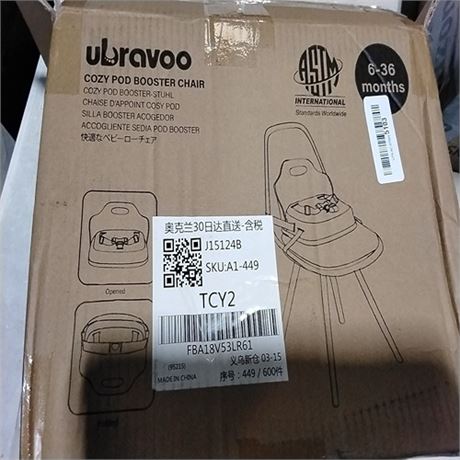 ubravoo
COZY POD BOOSTER CHAIR
COZY POD BOOSTER-STUHL
CHAISE D'APPOINT COSY POD
SILLA BOOSTER ACOGEDOR
ACCOGLIENTE SEDIA POD BOOSTER
快適なベビーローチェア
ASTM
INTERNATIONAL
Standards Worldwide
6-36
months
5103
Opened
Folded
奥克兰30日达直送-含税
J15124B
SKU:A1-449
TCY2
FBA18V53LR61
(95215)
义乌新仓 03-15
MADE IN CHINA
序号: 449 / 600件